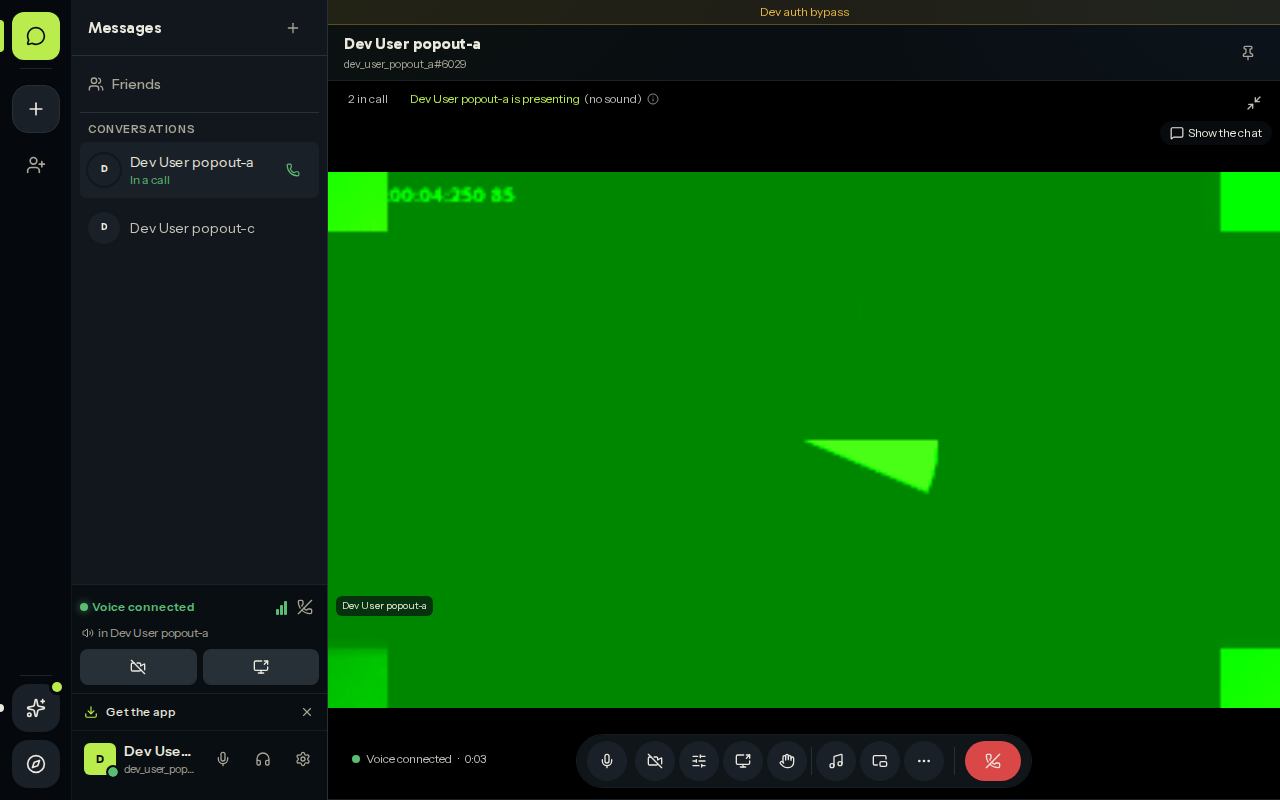 Dev auth bypass
Messages
Dev User popout-a
dev_user_popout_a#6029
Friends
2 in call
Dev User popout-a is presenting (no sound)
Show the chat
CONVERSATIONS
D
Dev User popout-a
In a call
D
Dev User popout-c
00:04:250 85
Dev User popout-a
Voice connected
in Dev User popout-a
Get the app
D
Dev Use...
dev_user_pop...
Voice connected · 0:03